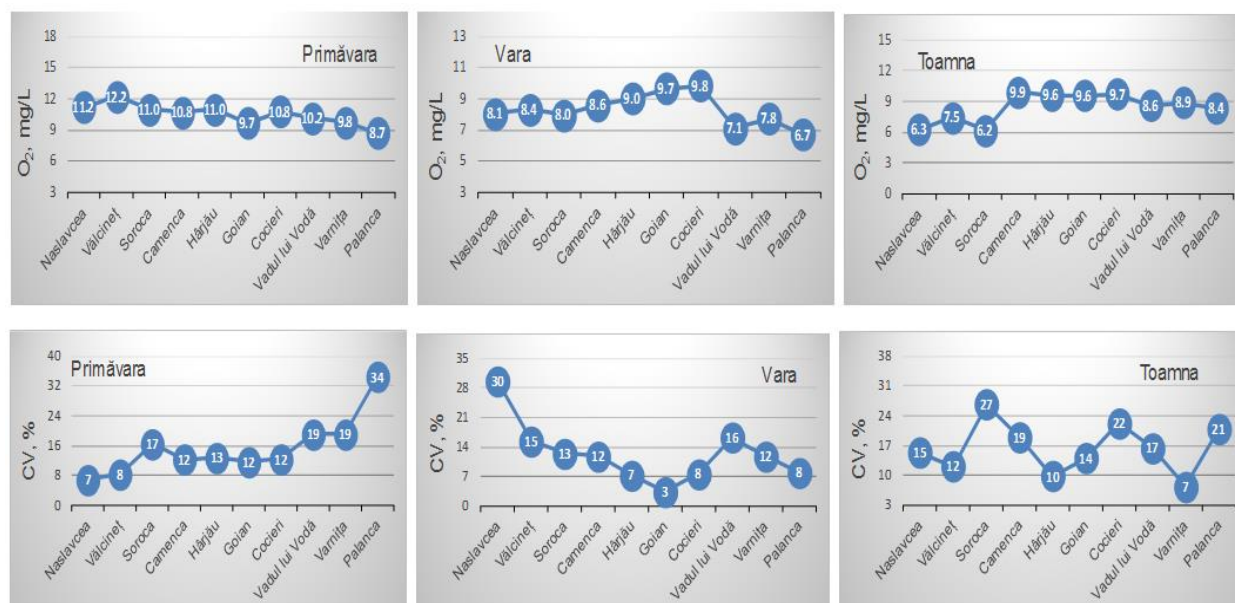 Primăvara
O₂, mg/L
18
15
12
9
6
3
11.2 12.2 11.0 10.8 11.0 9.7 10.8 10.2 9.8 8.7
Naslavcea
Vălcineț
Soroca
Camenca
Hârjău
Goian
Cocieri
Vadul lui Vodă
Varnița
Palanca
Vara
O₂, mg/L
13
11
9
7
5
3
8.1 8.4 8.0 8.6 9.0 9.7 9.8 7.1 7.8 6.7
Naslavcea
Vălcineț
Soroca
Camenca
Hârjău
Goian
Cocieri
Vadul lui Vodă
Varnița
Palanca
Toamna
O₂, mg/L
15
12
9
6
3
0
6.3 7.5 6.2 9.9 9.6 9.6 9.7 8.6 8.9 8.4
Naslavcea
Vălcineț
Soroca
Camenca
Hârjău
Goian
Cocieri
Vadul lui Vodă
Varnița
Palanca
Primăvara
CV, %
40
32
24
16
8
0
7 8 17 12 13 12 12 19 19 34
Naslavcea
Vălcineț
Soroca
Camenca
Hârjău
Goian
Cocieri
Vadul lui Vodă
Varnița
Palanca
Vara
CV, %
35
28
21
14
7
0
30 15 13 12 7 3 8 16 12 8
Naslavcea
Vălcineț
Soroca
Camenca
Hârjău
Goian
Cocieri
Vadul lui Vodă
Varnița
Palanca
Toamna
CV, %
38
31
24
17
10
3
15 12 27 19 10 14 22 17 7 21
Naslavcea
Vălcineț
Soroca
Camenca
Hârjău
Goian
Cocieri
Vadul lui Vodă
Varnița
Palanca